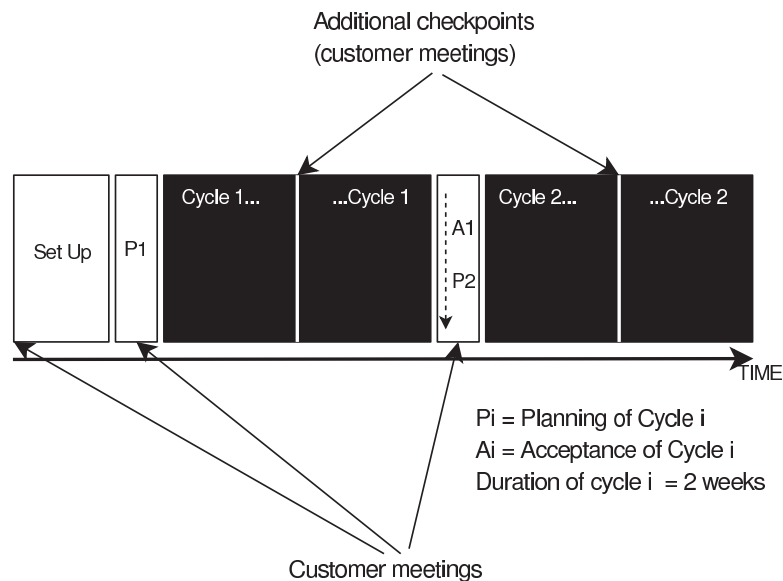 Additional checkpoints
(customer meetings)
Cycle 1...
...Cycle 1
Cycle 2...
...Cycle 2
Set Up
P1
A1
P2
TIME
Pi = Planning of Cycle i
Ai = Acceptance of Cycle i
Duration of cycle i = 2 weeks
Customer meetings